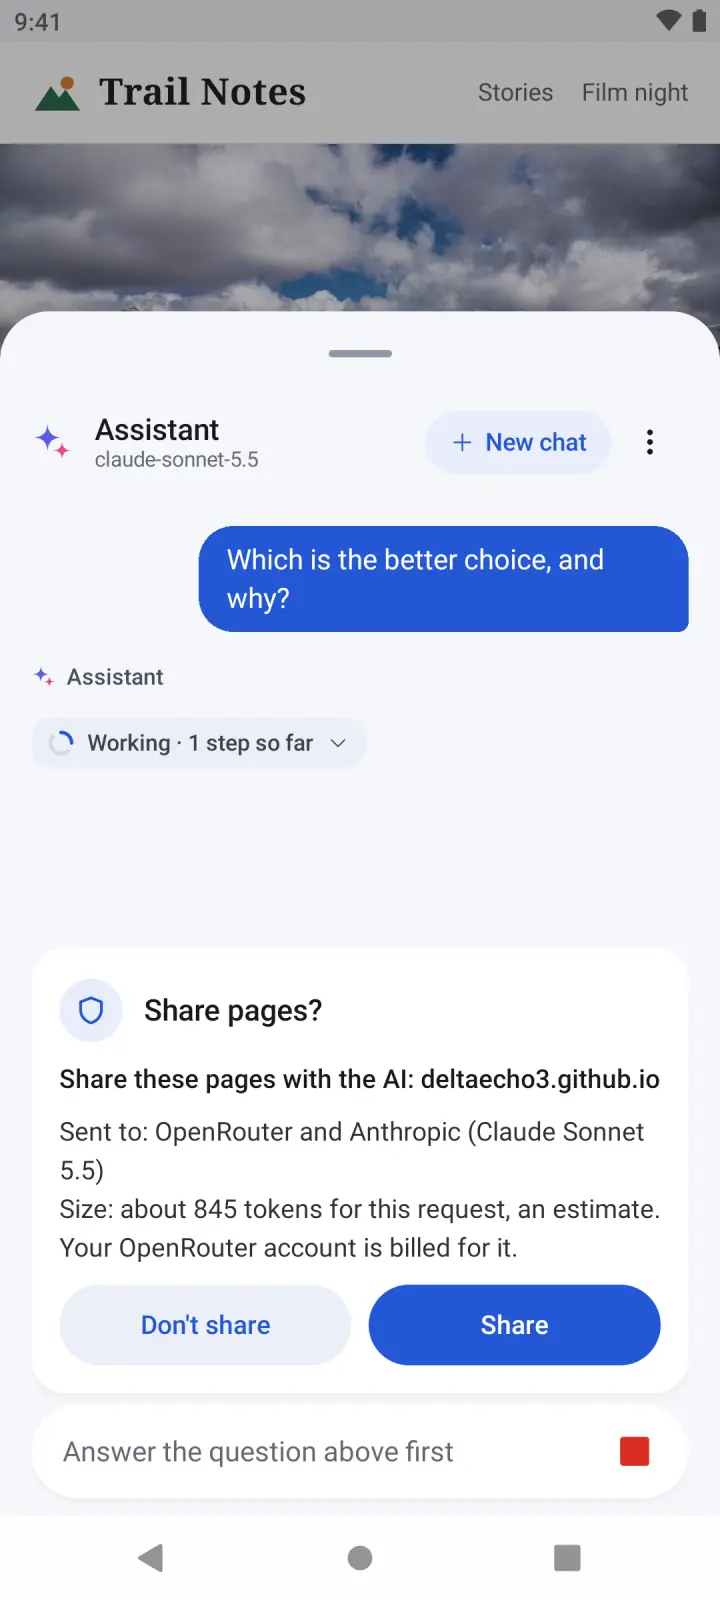 9:41
Trail Notes
Stories
Film night
Assistant
claude-sonnet-5.5
+ New chat
Which is the better choice, and
why?
Assistant
Working · 1 step so far
Share pages?
Share these pages with the AI: deltaecho3.github.io
Sent to: OpenRouter and Anthropic (Claude Sonnet
5.5)
Size: about 845 tokens for this request, an estimate.
Your OpenRouter account is billed for it.
Don't share
Share
Answer the question above first